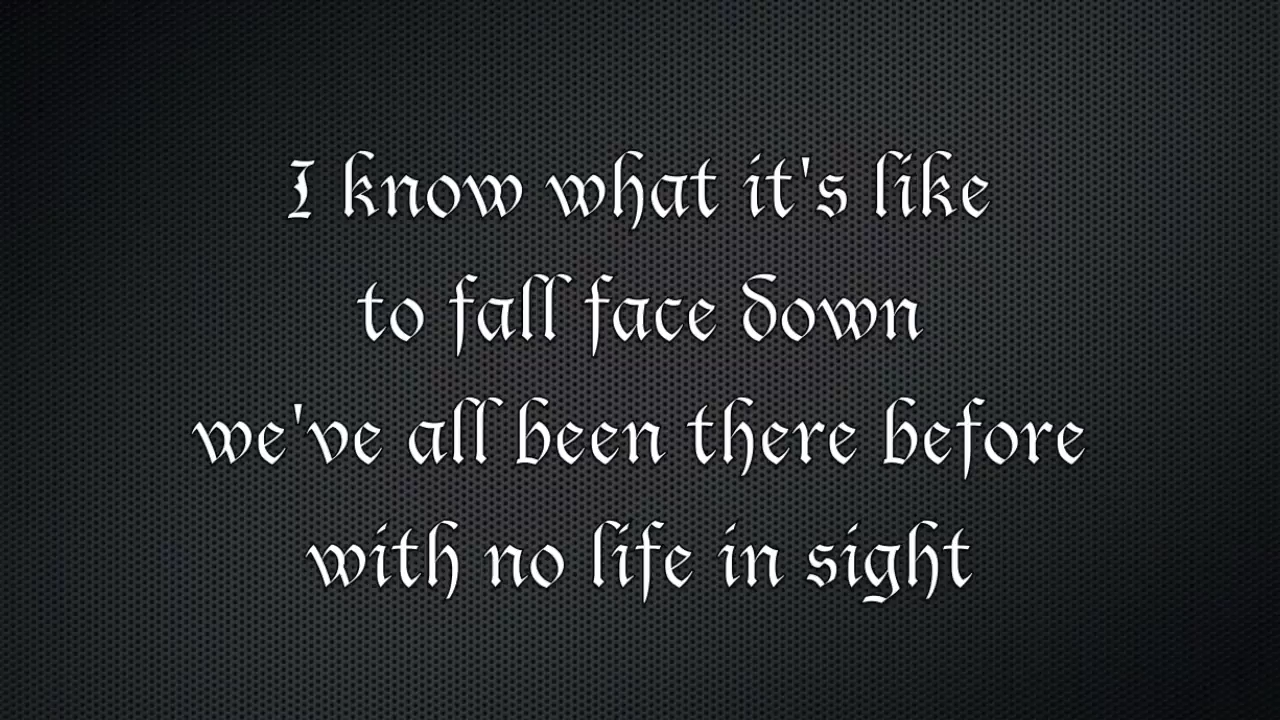 I know what it's like
to fall face down
we've all been there before
with no life in sight